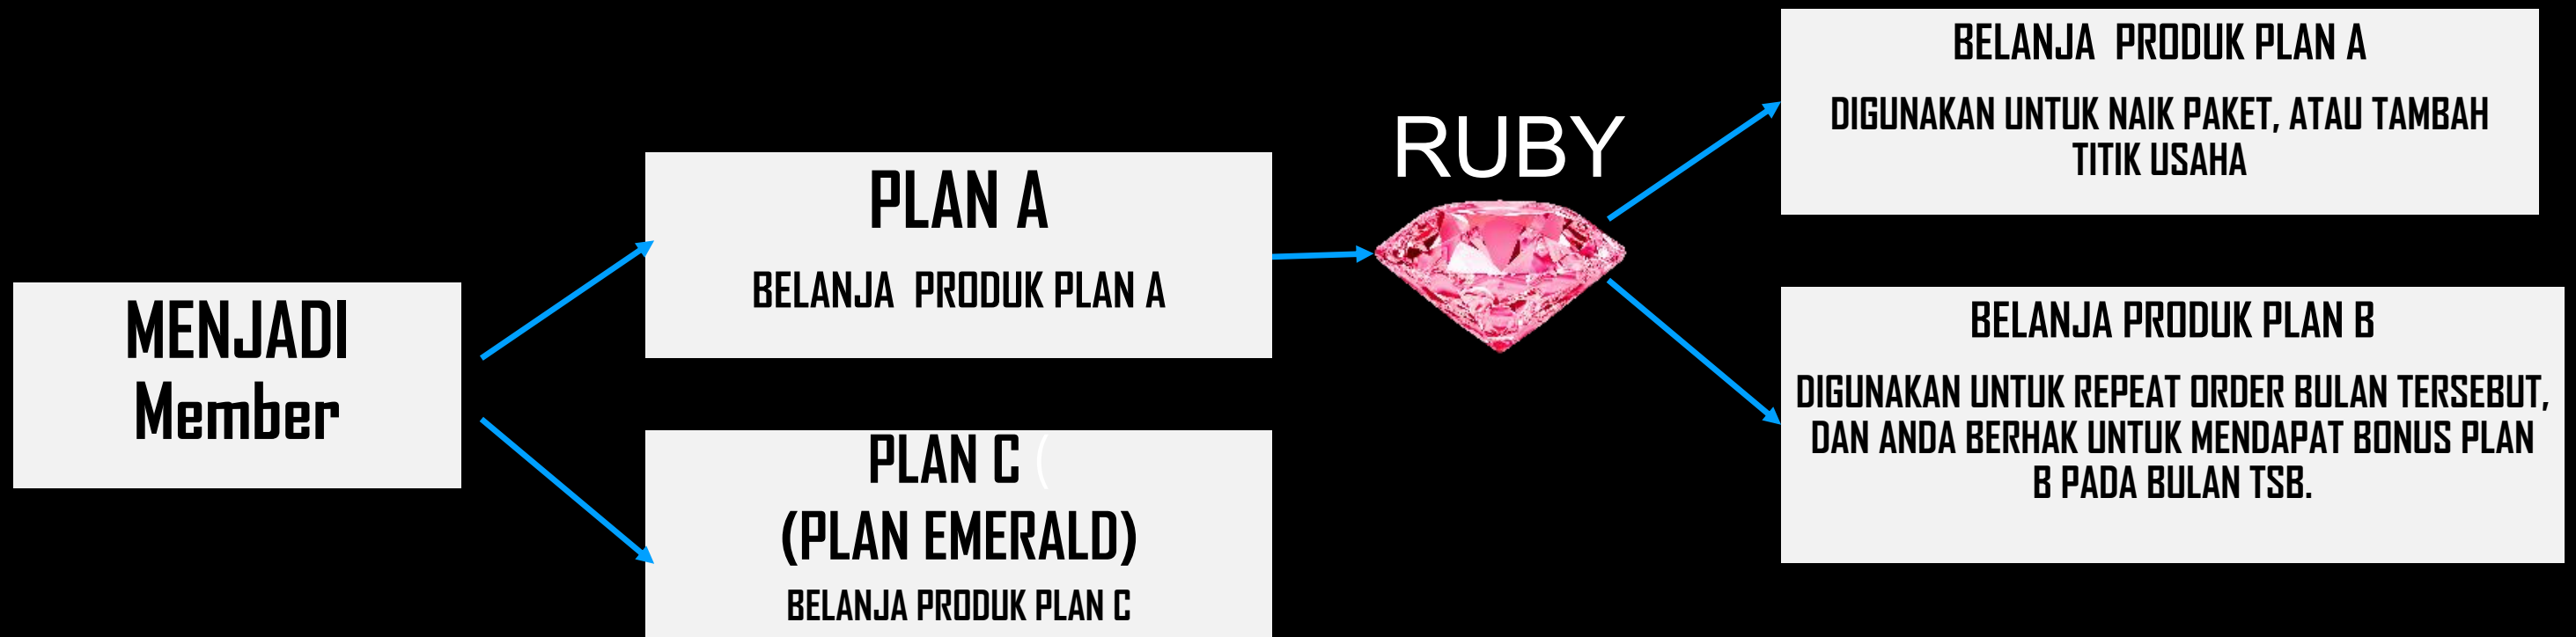 MENJADI
Member
PLAN A
BELANJA PRODUK PLAN A
PLAN C (
(PLAN EMERALD)
BELANJA PRODUK PLAN C
RUBY
BELANJA PRODUK PLAN A
DIGUNAKAN UNTUK NAIK PAKET, ATAU TAMBAH
TITIK USAHA
BELANJA PRODUK PLAN B
DIGUNAKAN UNTUK REPEAT ORDER BULAN TERSEBUT,
DAN ANDA BERHAK UNTUK MENDAPAT BONUS PLAN
B PADA BULAN TSB.